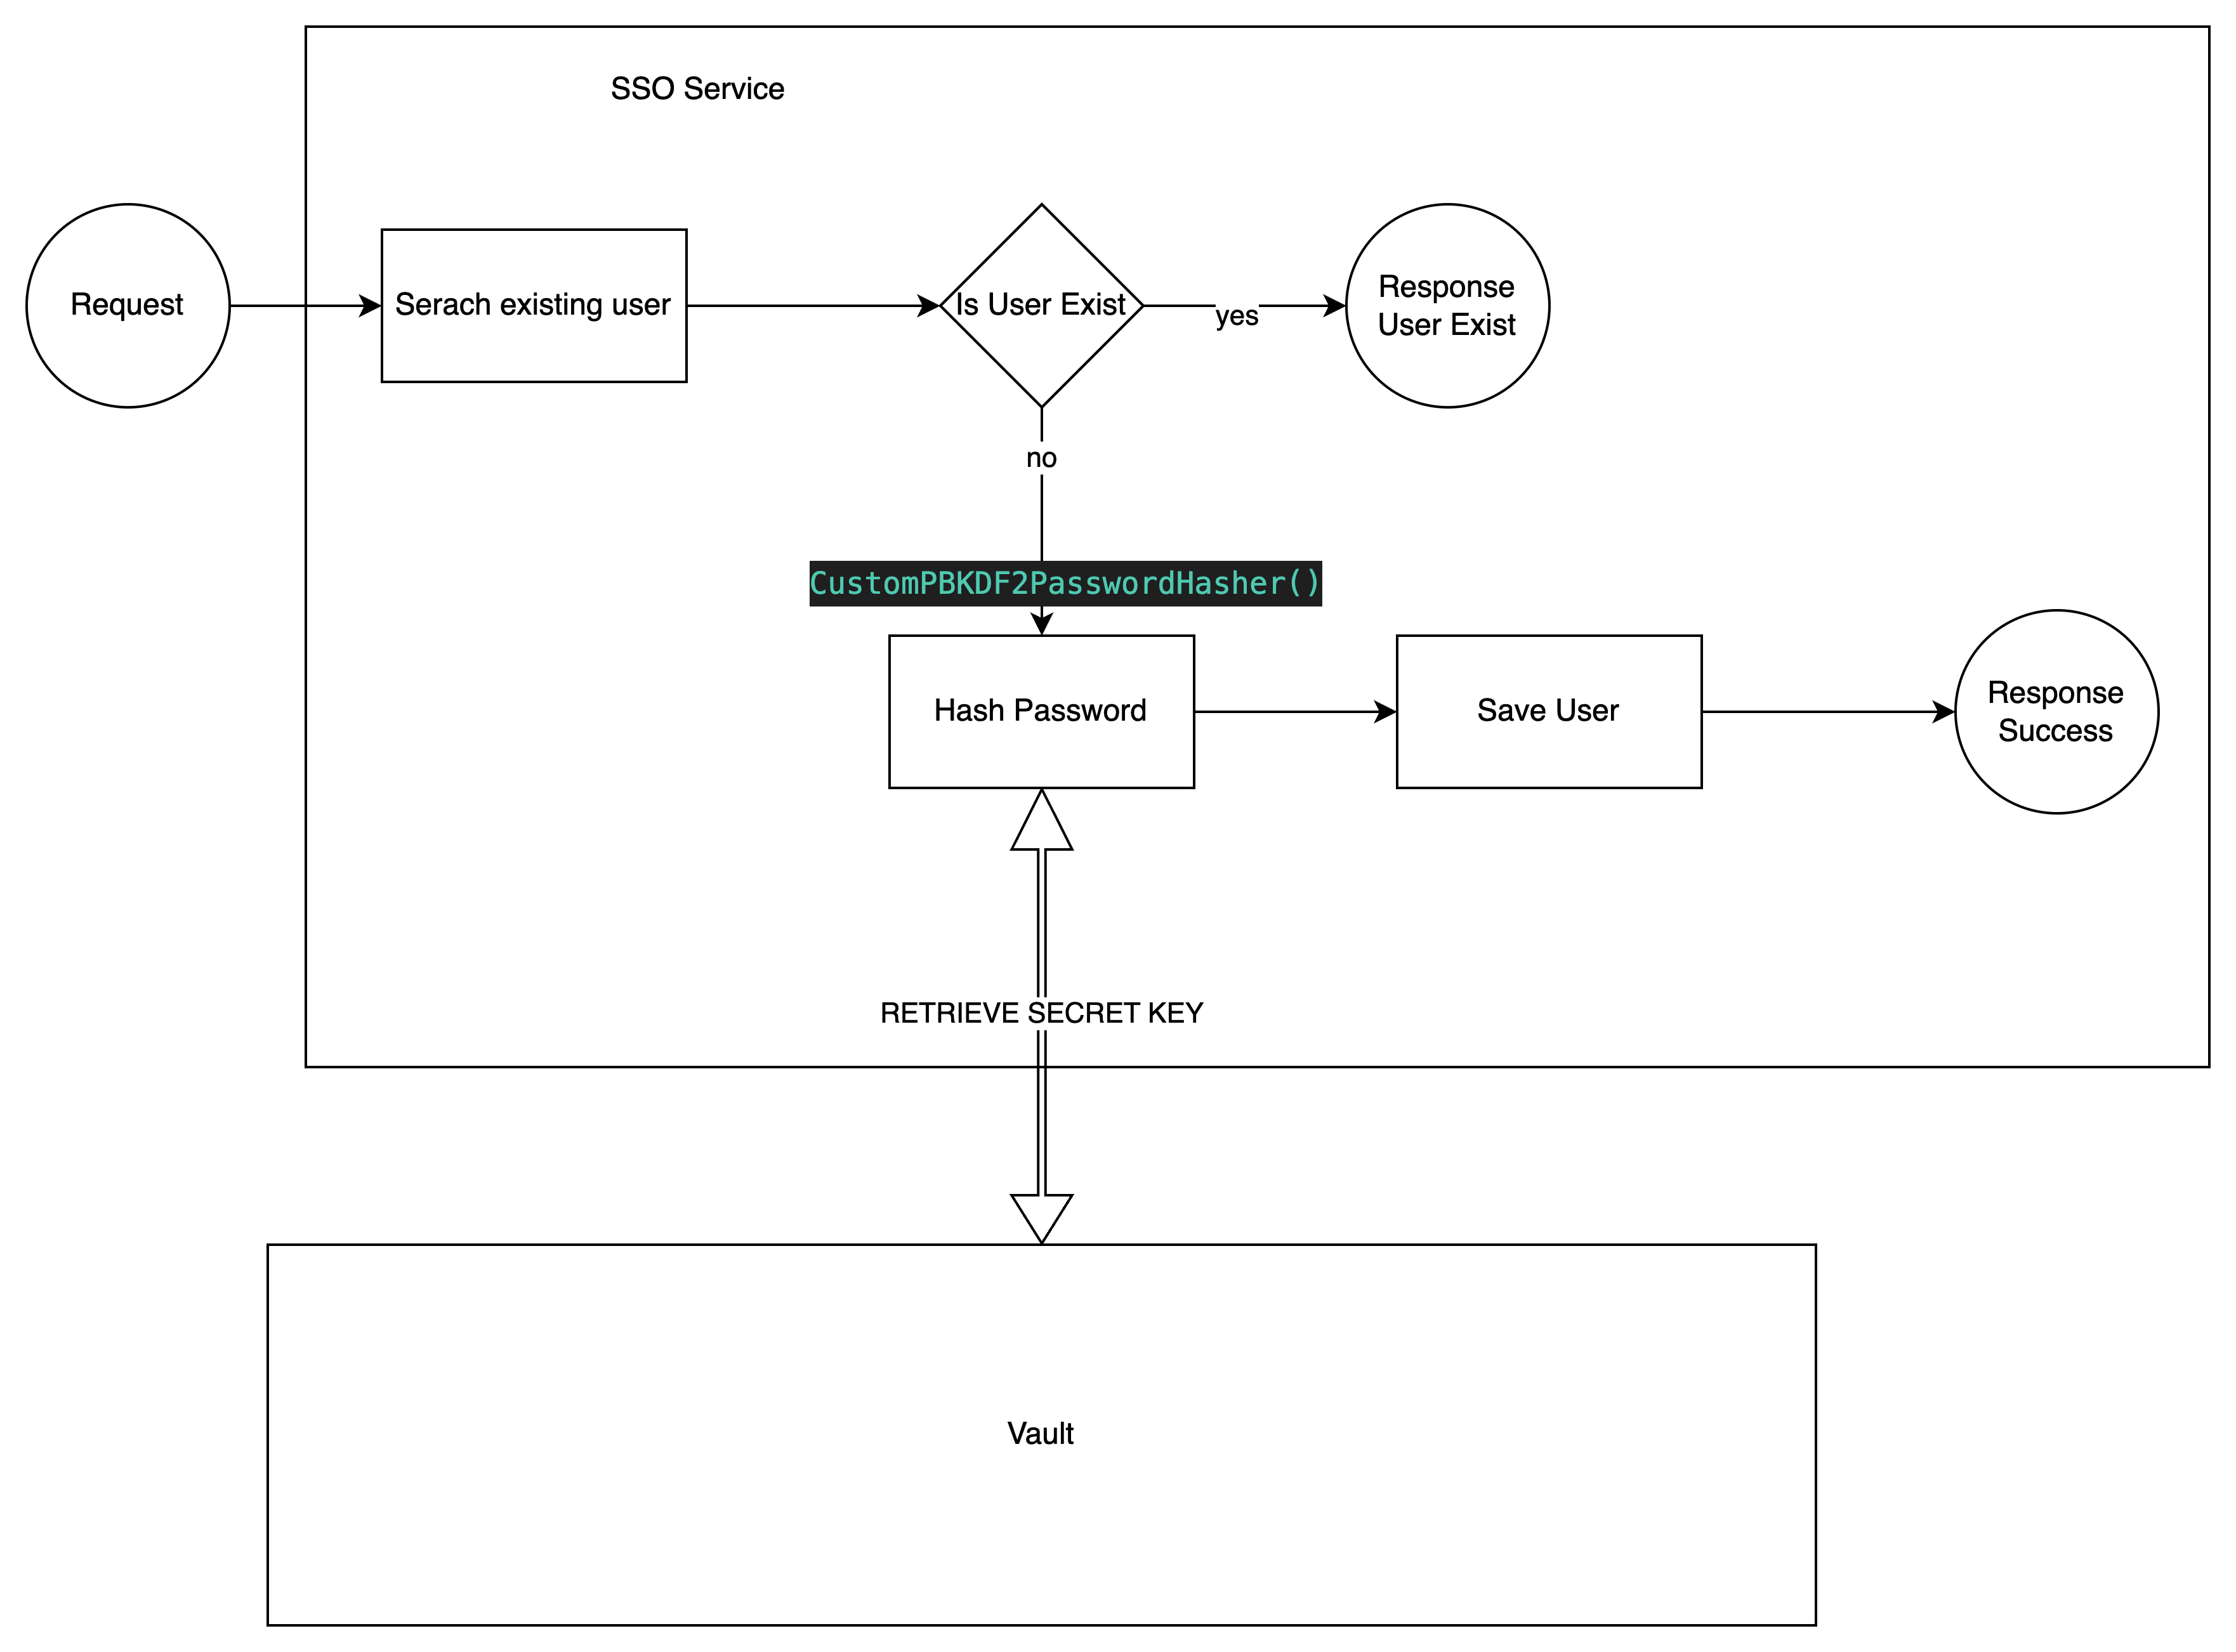 SSO Service
Request
Serach existing user
Is User Exist
yes
Response
User Exist
no
CustomPBKDF2PasswordHasher()
Hash Password
Save User
Response
Success
RETRIEVE SECRET KEY
Vault